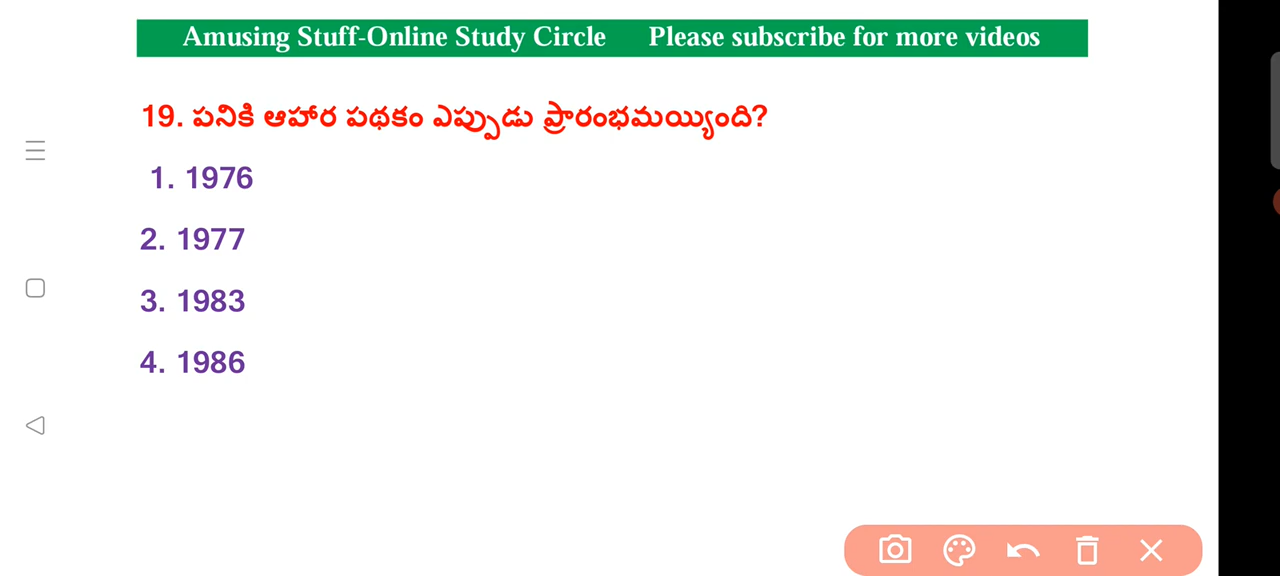 Amusing Stuff-Online Study Circle Please subscribe for more videos
19. పనికి ఆహార పథకం ఎప్పుడు ప్రారంభమయ్యింది?
1. 1976
2. 1977
3. 1983
4. 1986